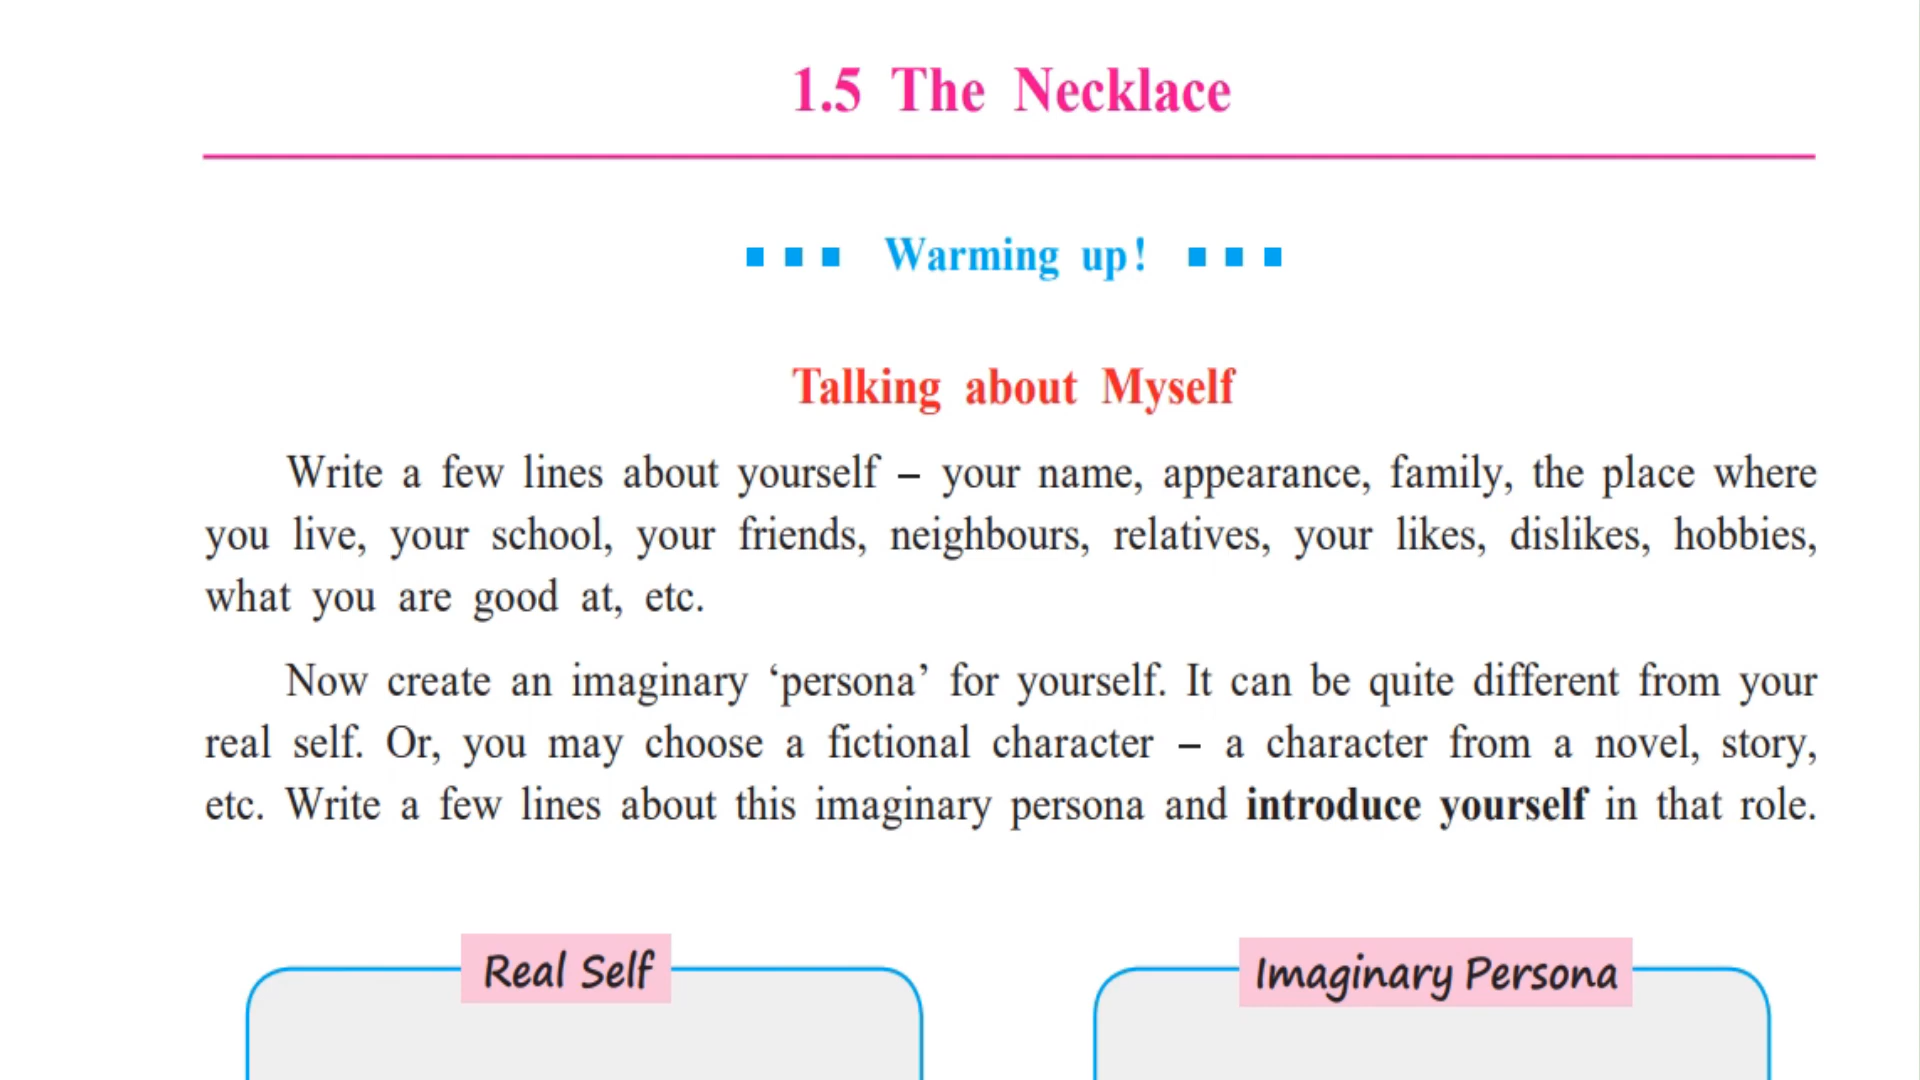 1.5 The Necklace
Warming up!
Talking about Myself
Write a few lines about yourself – your name, appearance, family, the place where
you live, your school, your friends, neighbours, relatives, your likes, dislikes, hobbies,
what you are good at, etc.
Now create an imaginary ‘persona’ for yourself. It can be quite different from your
real self. Or, you may choose a fictional character – a character from a novel, story,
etc. Write a few lines about this imaginary persona and introduce yourself in that role.
Real Self
Imaginary Persona